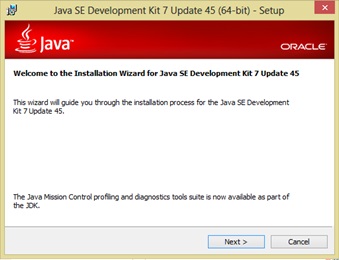 Java SE Development Kit 7 Update 45 (64-bit) - Setup
Java™
ORACLE
Welcome to the Installation Wizard for Java SE Development Kit 7 Update 45
This wizard will guide you through the installation process for the Java SE Development
Kit 7 Update 45.
The Java Mission Control profiling and diagnostics tools suite is now available as part of
the JDK.
Next >
Cancel